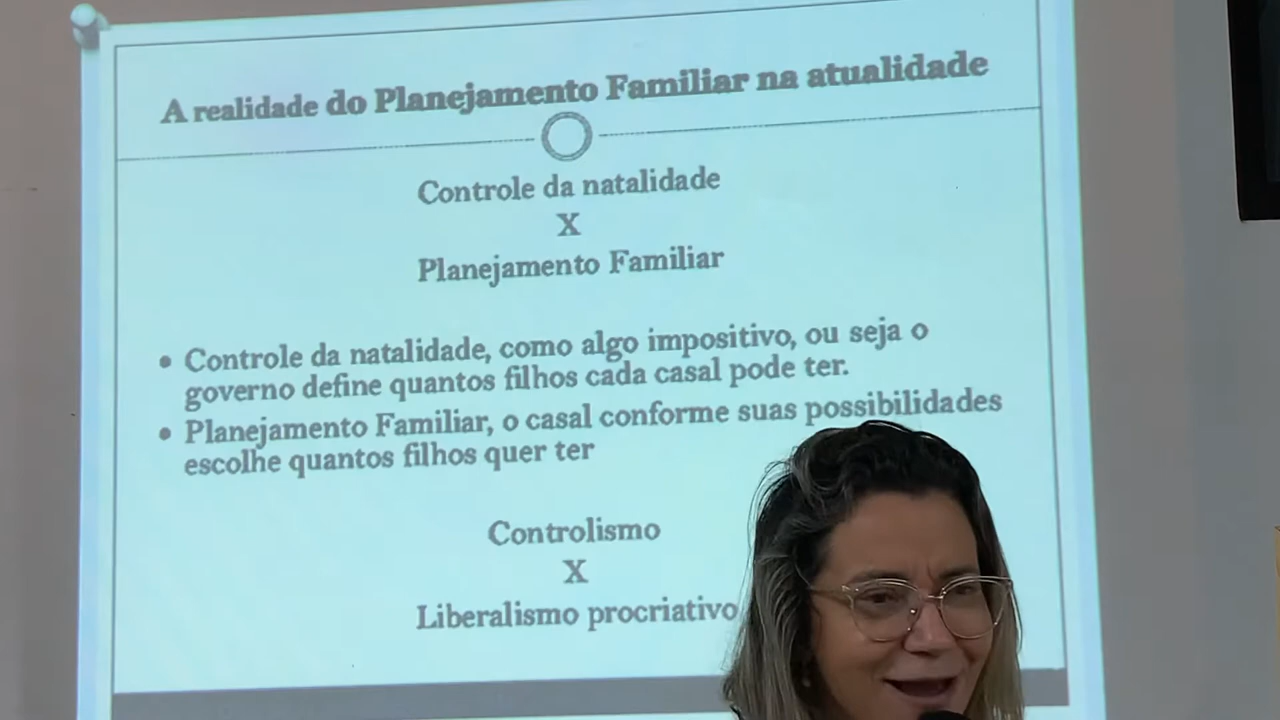 A realidade do Planejamento Familiar na atualidade
Controle da natalidade
X
Planejamento Familiar
• Controle da natalidade, como algo impositivo, ou seja o
governo define quantos filhos cada casal pode ter.
• Planejamento Familiar, o casal conforme suas possibilidades
escolhe quantos filhos quer ter
Controlismo
X
Liberalismo procriativo